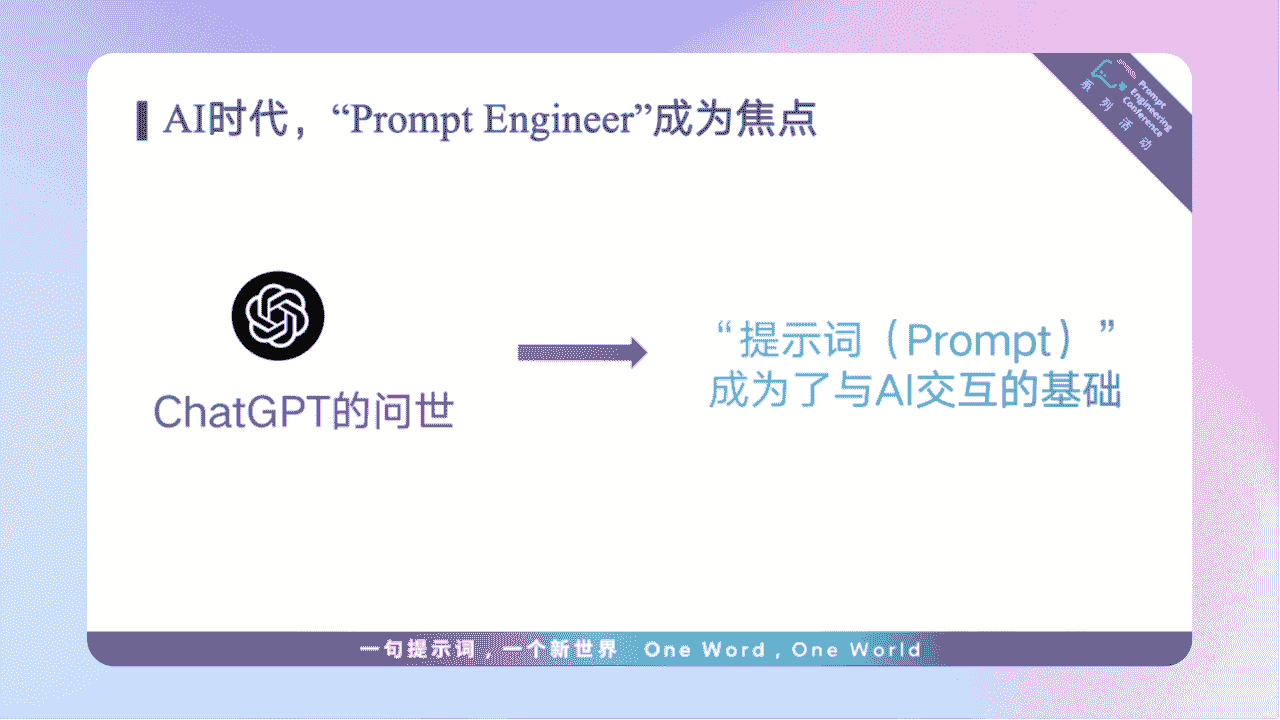 AI时代，“Prompt Engineer”成为焦点
Prompt
Engineering
Conference
系列活动
ChatGPT的问世
“提示词（Prompt）”
成为了与AI交互的基础
一句提示词，一个新世界 One Word , One World